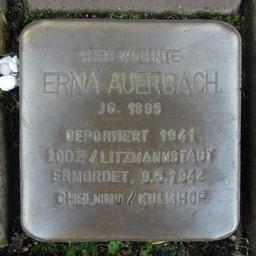 HIER WOHNTE
ERNA AUERBACH
JG. 1895
DEPORTIERT 1941
LODZ / LITZMANNSTADT
ERMORDET 9.5.1942
CHELMNO / KULMHOF